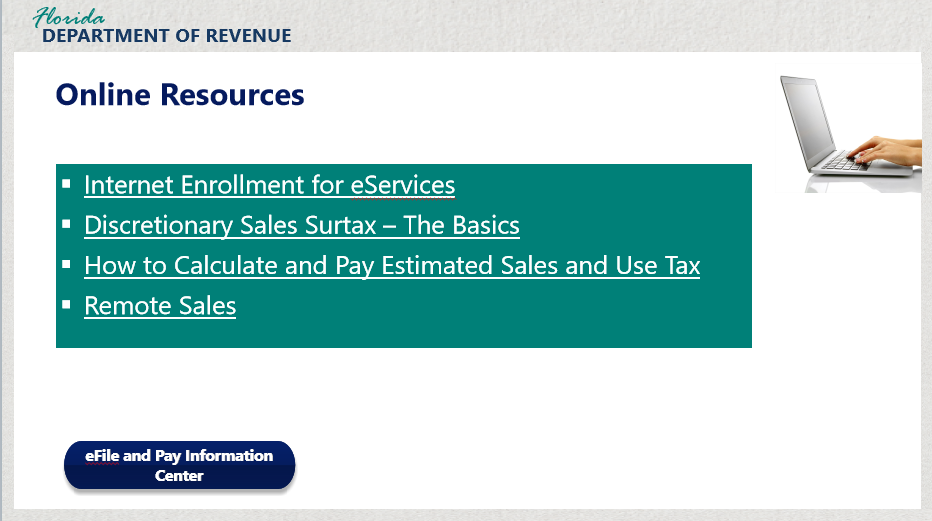 Florida
DEPARTMENT OF REVENUE
Online Resources
▪ Internet Enrollment for eServices
▪ Discretionary Sales Surtax – The Basics
▪ How to Calculate and Pay Estimated Sales and Use Tax
▪ Remote Sales
eFile and Pay Information
Center